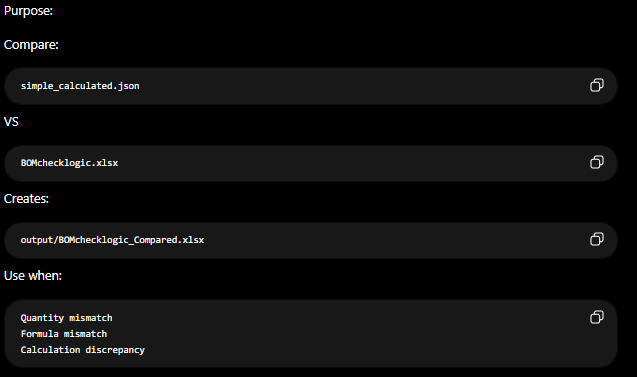 Purpose:
Compare:
simple_calculated.json
VS
BOMchecklogic.xlsx
Creates:
output/BOMchecklogic_Compared.xlsx
Use when:
Quantity mismatch
Formula mismatch
Calculation discrepancy